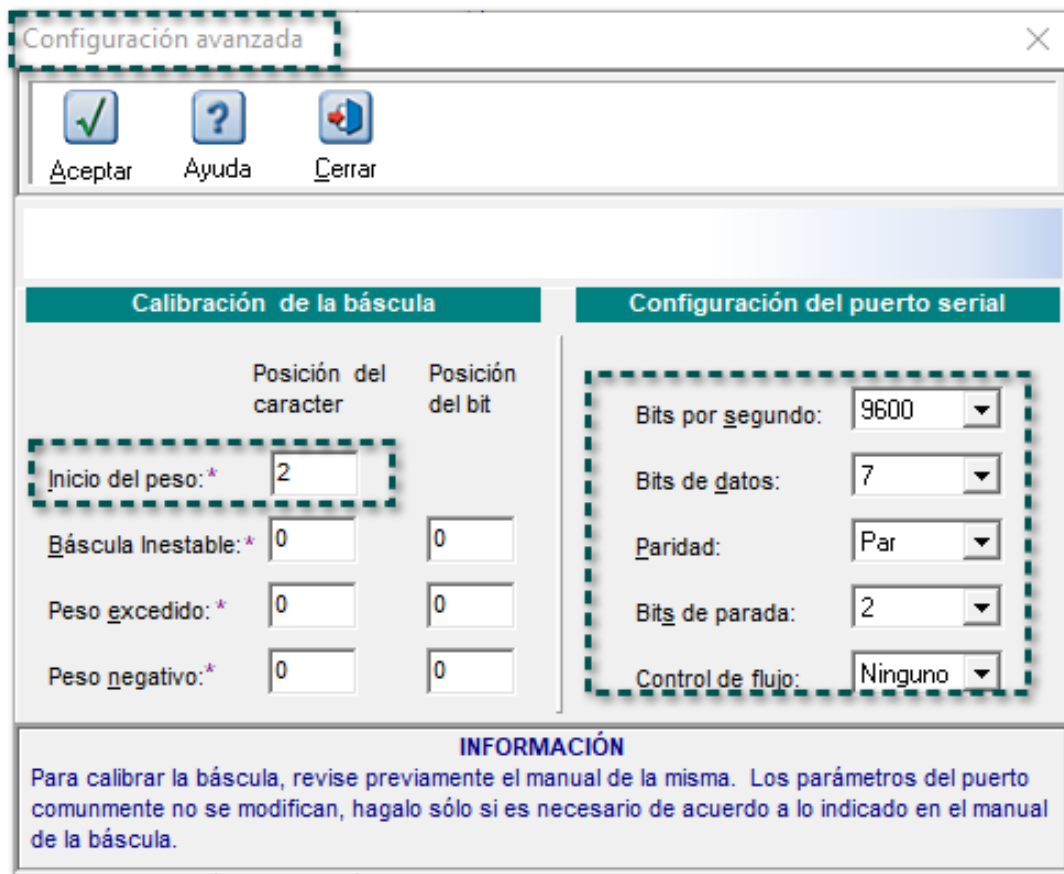 Configuración avanzada
Aceptar Ayuda Cerrar
Calibración de la báscula
Posición del caracter
Posición del bit
Inicio del peso:* 2
Báscula Inestable:* 0 0
Peso excedido:* 0 0
Peso negativo:* 0 0
Configuración del puerto serial
Bits por segundo: 9600
Bits de datos: 7
Paridad: Par
Bits de parada: 2
Control de flujo: Ninguno
INFORMACIÓN
Para calibrar la báscula, revise previamente el manual de la misma. Los parámetros del puerto
comunmente no se modifican, hagalo sólo si es necesario de acuerdo a lo indicado en el manual
de la báscula.